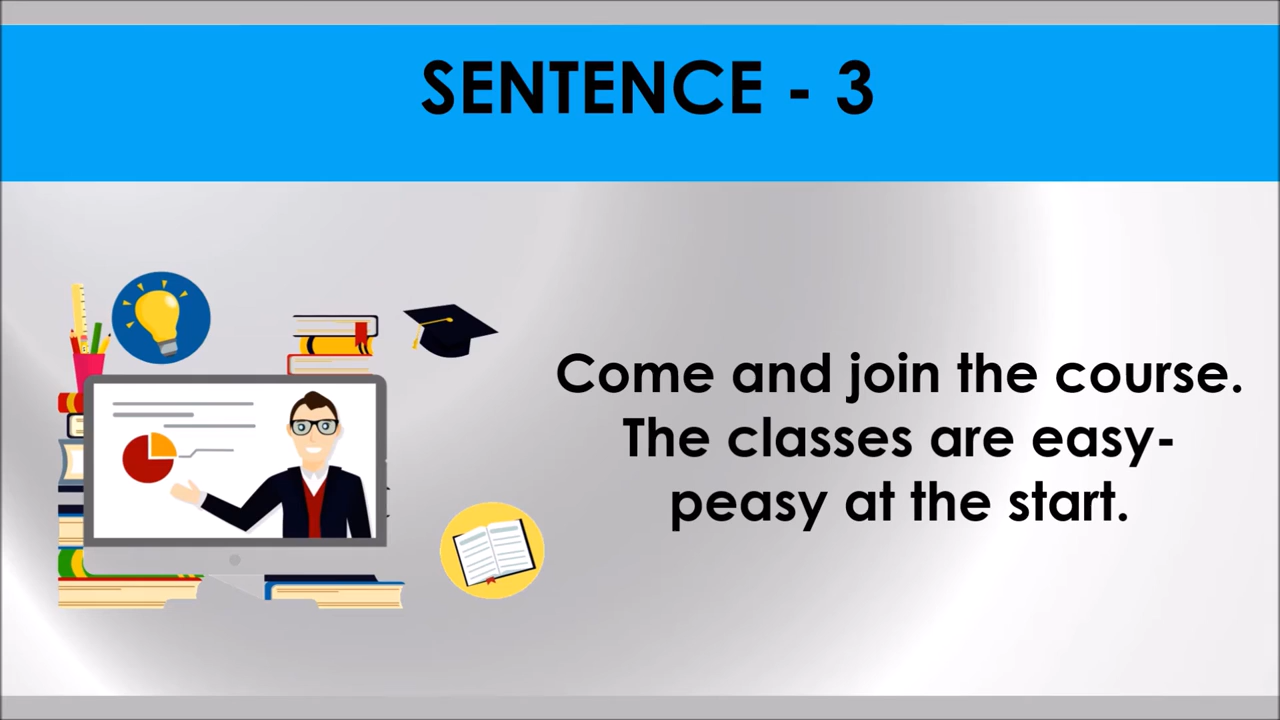 SENTENCE - 3
Come and join the course.
The classes are easy-
peasy at the start.